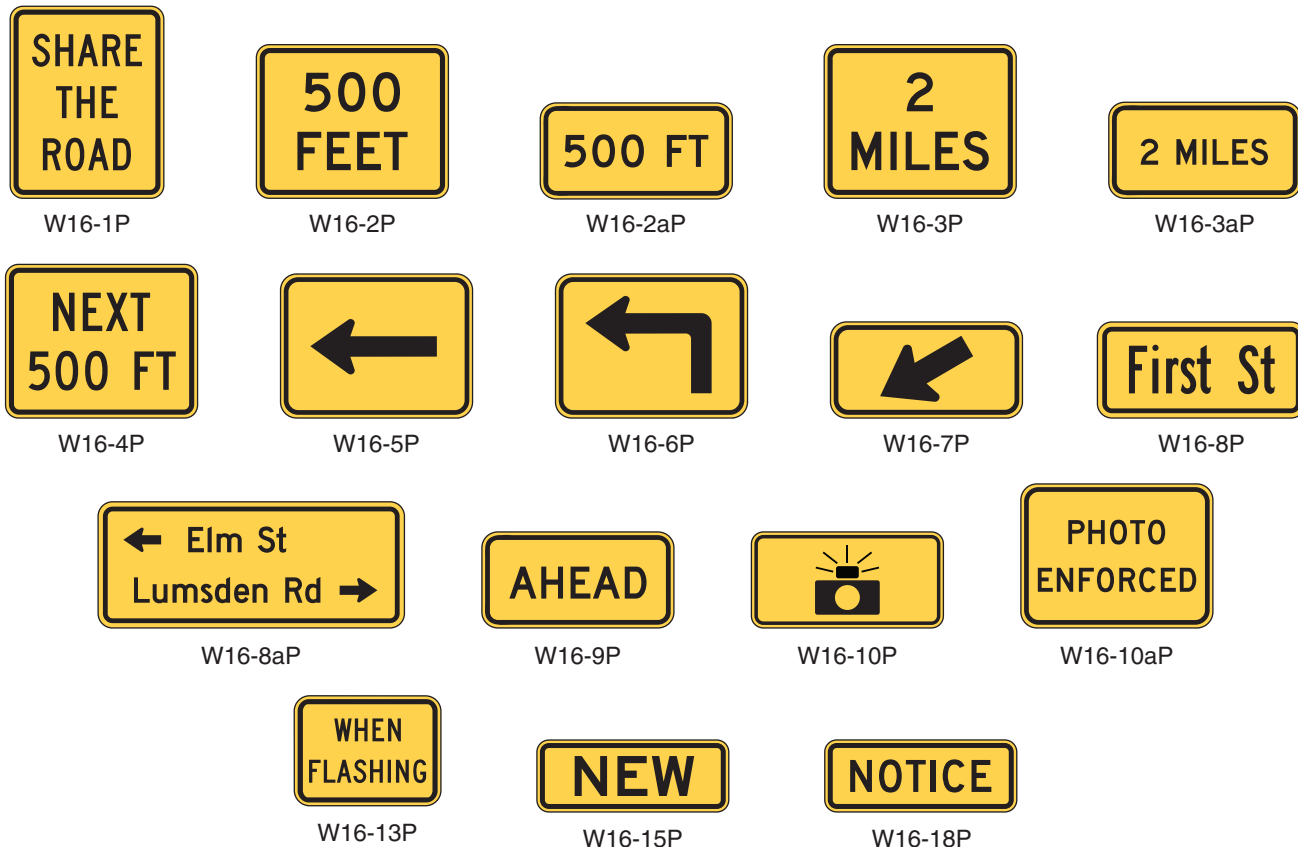 SHARE
THE
ROAD
W16-1P
500
FEET
W16-2P
500 FT
W16-2aP
2
MILES
W16-3P
2 MILES
W16-3aP
NEXT
500 FT
W16-4P
W16-5P
W16-6P
W16-7P
First St
W16-8P
Elm St
Lumsden Rd
W16-8aP
AHEAD
W16-9P
W16-10P
PHOTO
ENFORCED
W16-10aP
WHEN
FLASHING
W16-13P
NEW
W16-15P
NOTICE
W16-18P